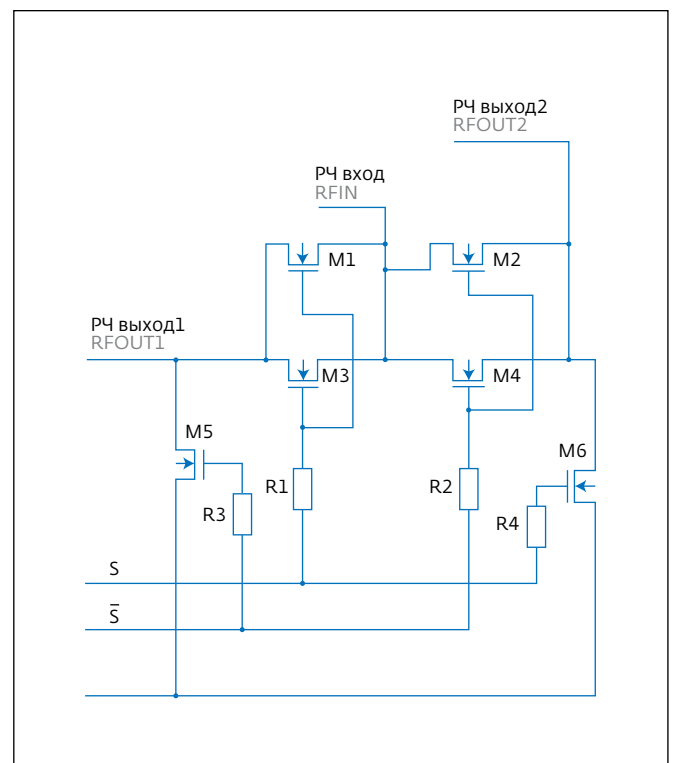 РЧ выход2
RFOUT2
РЧ вход
RFIN
M1
M2
РЧ выход1
RFOUT1
M3
M4
M5
M6
R1
R2
R3
R4
S
S̅